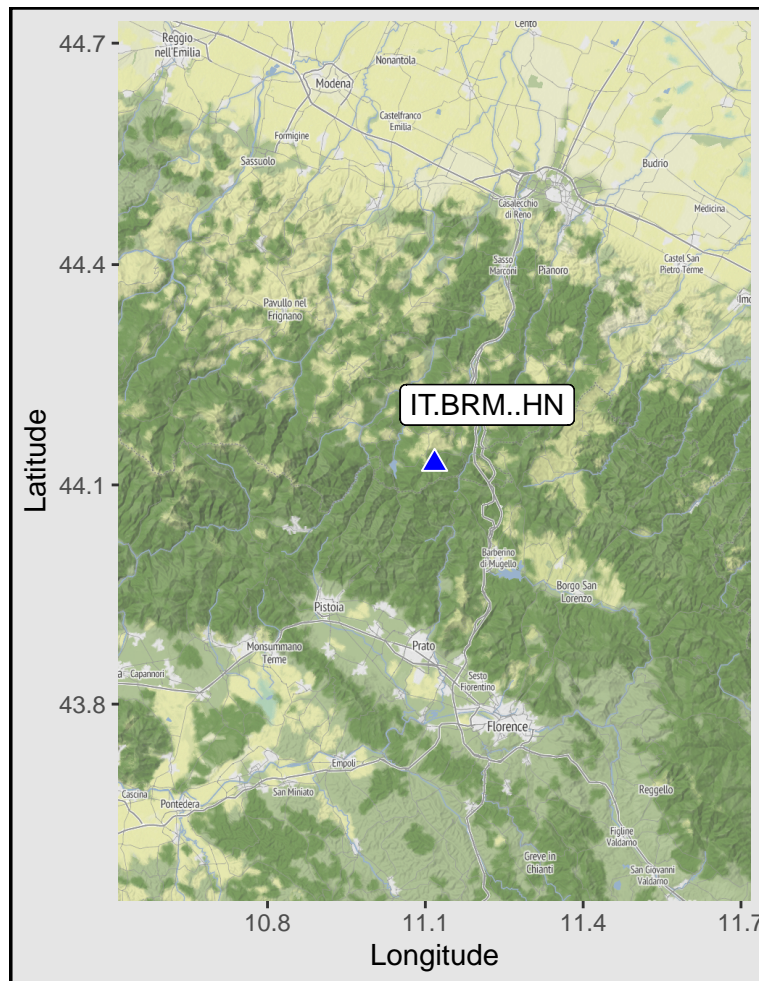 44.7
44.4
44.1
43.8
Latitude
Cento
Reggio
nell'Emilia
Nonantola
Modena
Castelfranco
Emilia
Formigine
Sassuolo
Budrio
Casalecchio
di Reno
Medicina
Sasso
Marconi
Pianoro
Castel San
Pietro Terme
Imo
Pavullo nel
Frignano
IT.BRM..HN
Barberino
di Mugello
Borgo San
Lorenzo
Pistoia
Prato
Monsummano
Terme
a
Capannori
Sesto
Fiorentino
Florence
Empoli
San Miniato
Cascina
Pontedera
Reggello
Figline
Valdarno
Greve in
Chianti
San Giovanni
Valdarno
10.8
11.1
11.4
11.7
Longitude